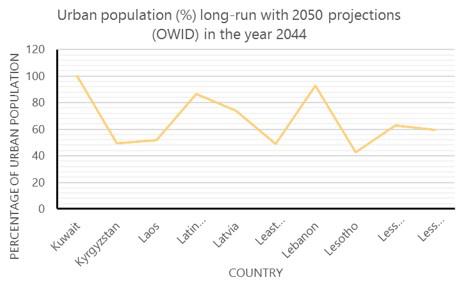 Urban population (%) long-run with 2050 projections
(OWID) in the year 2044
PERCENTAGE OF URBAN POPULATION
120
100
80
60
40
20
0
Kuwait
Kyrgyzstan
Laos
Latin...
Latvia
Least...
Lebanon
Lesotho
Less...
Less...
COUNTRY